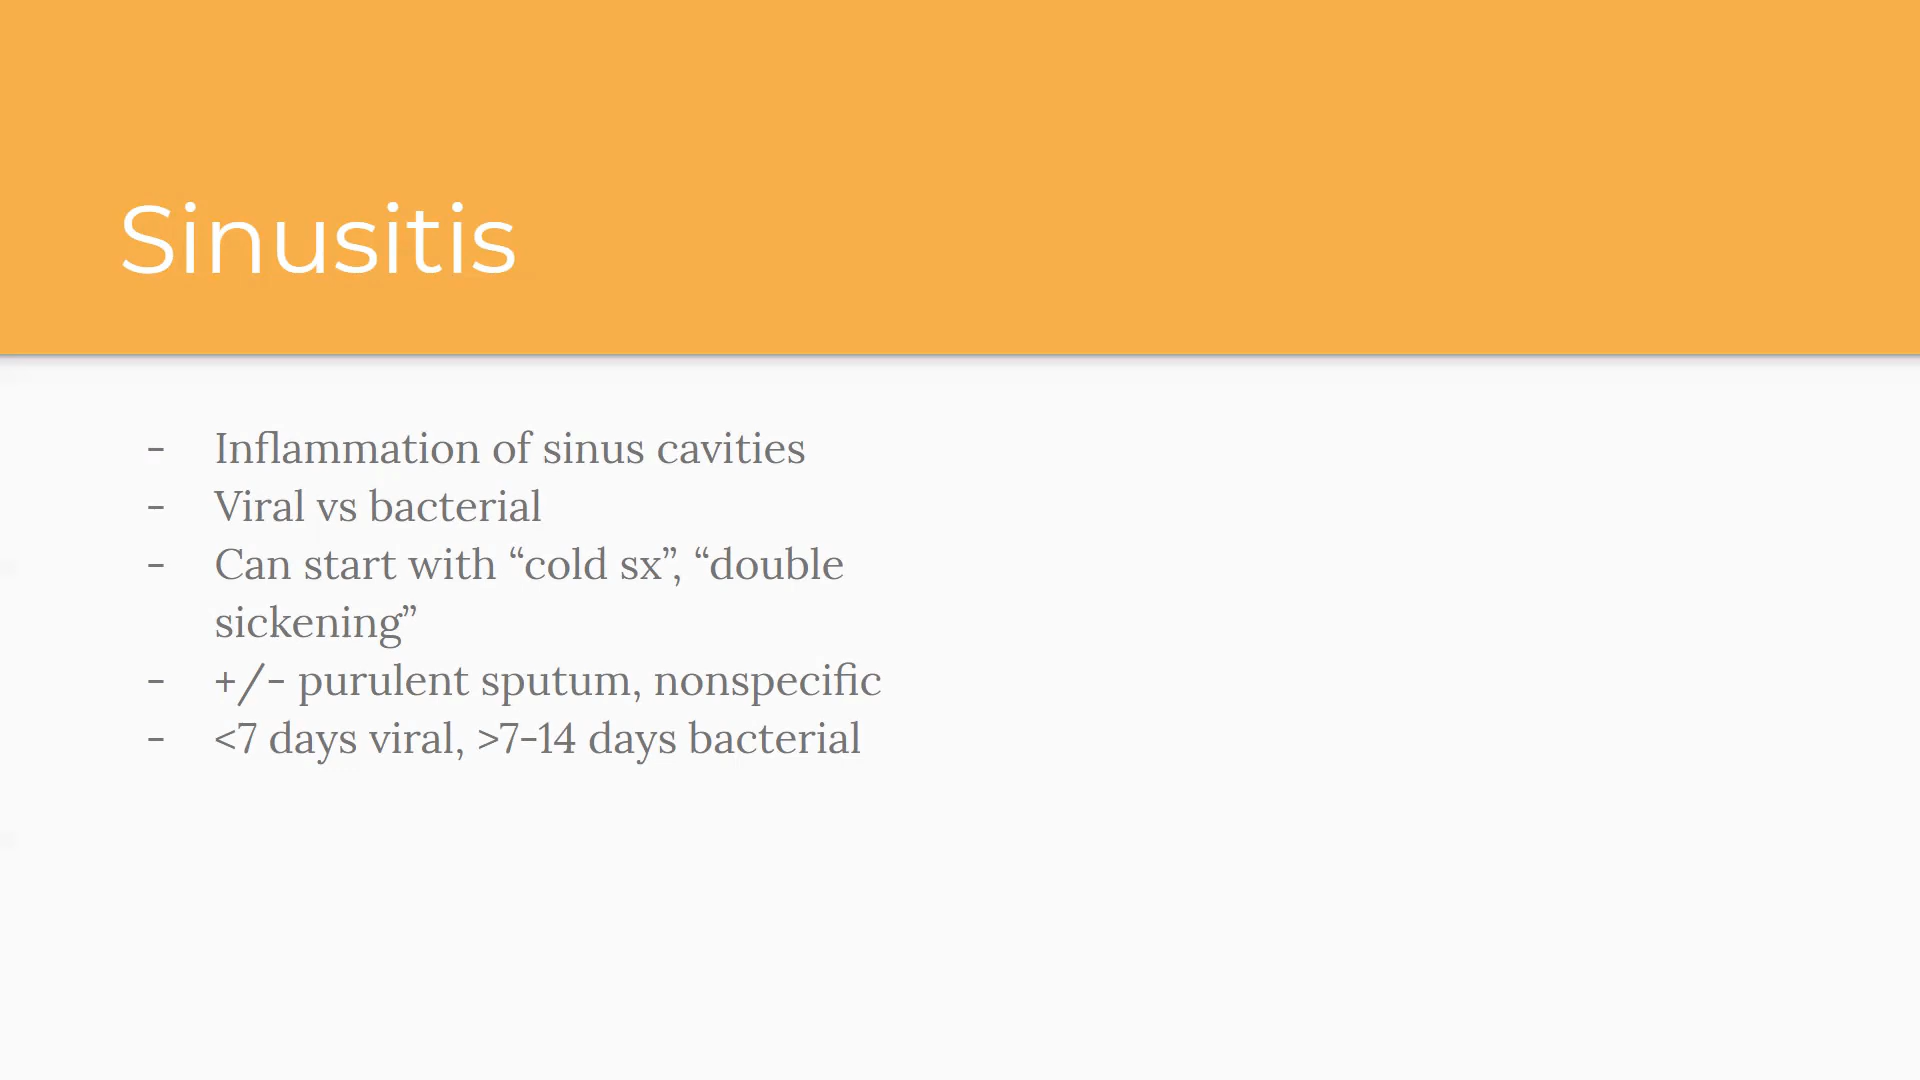 Sinusitis
- Inflammation of sinus cavities
- Viral vs bacterial
- Can start with “cold sx”, “double
sickening”
- +/- purulent sputum, nonspecific
- <7 days viral, >7-14 days bacterial